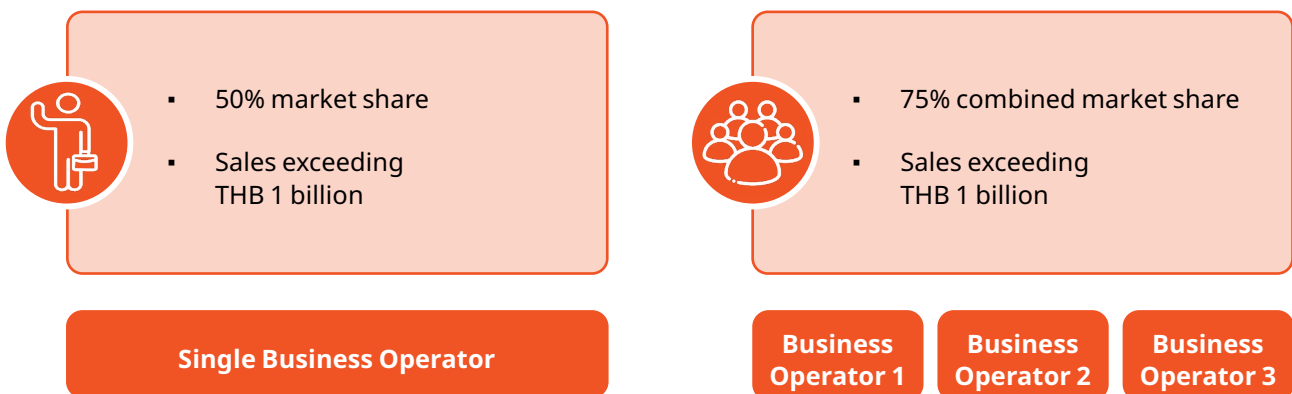 ▪ 50% market share
▪ Sales exceeding
THB 1 billion
Single Business Operator
▪ 75% combined market share
▪ Sales exceeding
THB 1 billion
Business
Operator 1
Business
Operator 2
Business
Operator 3